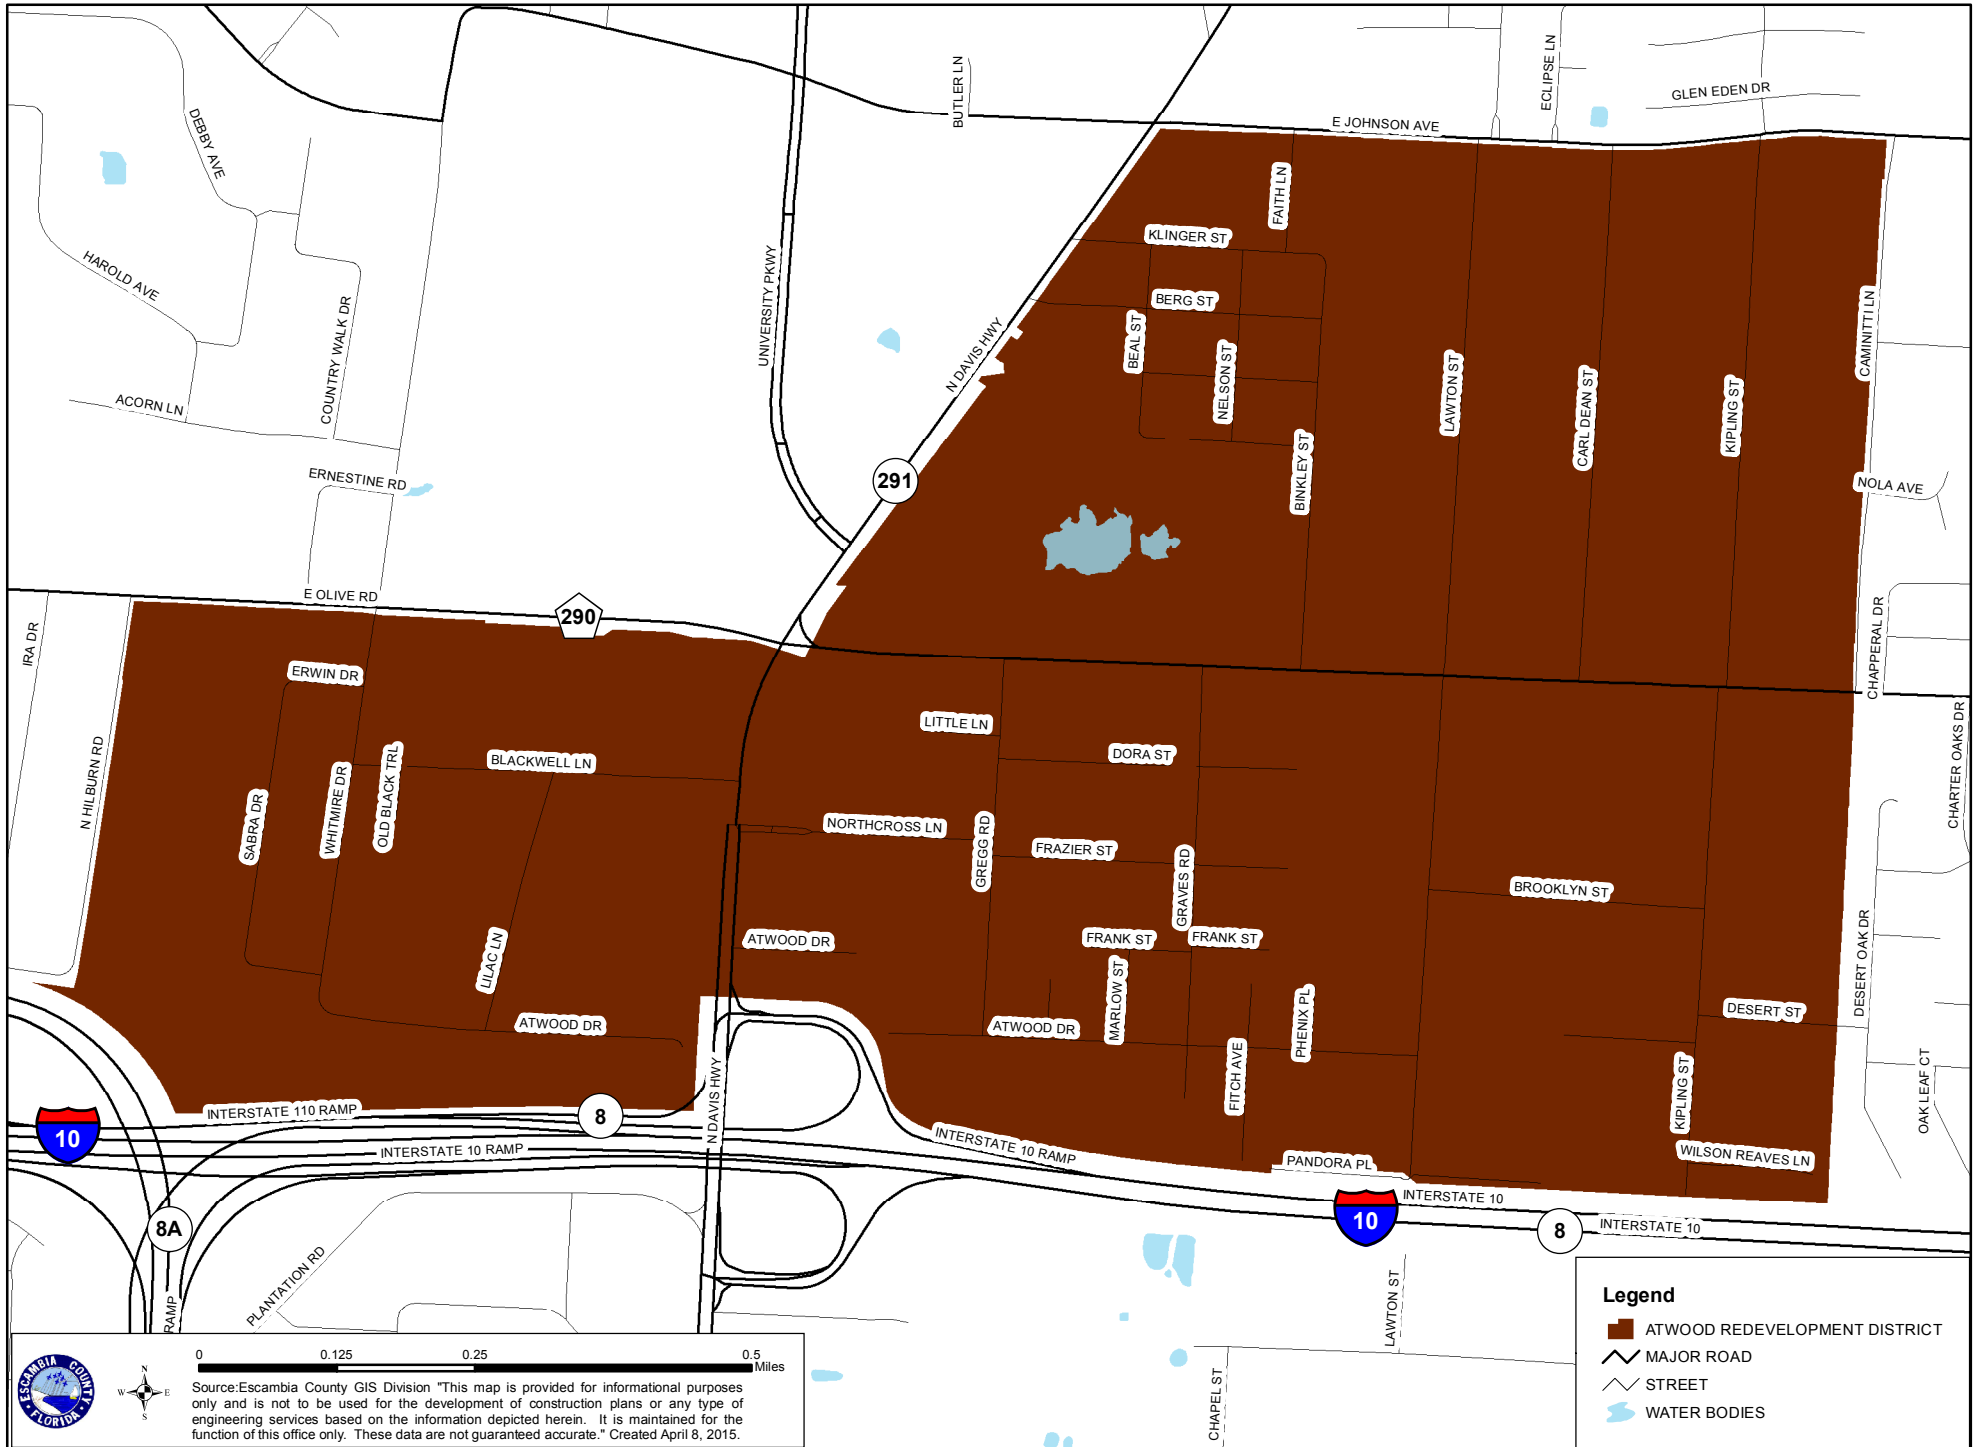 BUTLER LN
ECLIPSE LN
GLEN EDEN DR
E JOHNSON AVE
DEBBY AVE
FAITH LN
KLINGER ST
HAROLD AVE
UNIVERSITY PKWY
BERG ST
COUNTRY WALK DR
BEAL ST
NELSON ST
N DAVIS HWY
CAMINITTI LN
LAWTON ST
CARL DEAN ST
KIPLING ST
ACORN LN
BINKLEY ST
ERNESTINE RD
291
NOLA AVE
E OLIVE RD
290
IRA DR
CHAPPERAL DR
ERWIN DR
LITTLE LN
DORA ST
CHARTER OAKS DR
N HILBURN RD
BLACKWELL LN
SABRA DR
WHITMIRE DR
OLD BLACK TRL
NORTHCROSS LN
GREGG RD
FRAZIER ST
GRAVES RD
BROOKLYN ST
LILAC LN
ATWOOD DR
FRANK ST
FRANK ST
MARLOW ST
DESERT OAK DR
ATWOOD DR
ATWOOD DR
PHENIX PL
DESERT ST
FITCH AVE
KIPLING ST
OAK LEAF CT
N DAVIS HWY
INTERSTATE 110 RAMP
8
10
INTERSTATE 10 RAMP
INTERSTATE 10 RAMP
PANDORA PL
WILSON REAVES LN
INTERSTATE 10
10
8
INTERSTATE 10
8A
PLANTATION RD
RAMP
LAWTON ST
CHAPEL ST
Legend
ATWOOD REDEVELOPMENT DISTRICT
MAJOR ROAD
STREET
WATER BODIES
ESCAMBIA COUNTY
FLORIDA
N
W E
S
0 0.125 0.25 0.5
Miles
Source:Escambia County GIS Division "This map is provided for informational purposes
only and is not to be used for the development of construction plans or any type of
engineering services based on the information depicted herein. It is maintained for the
function of this office only. These data are not guaranteed accurate." Created April 8, 2015.